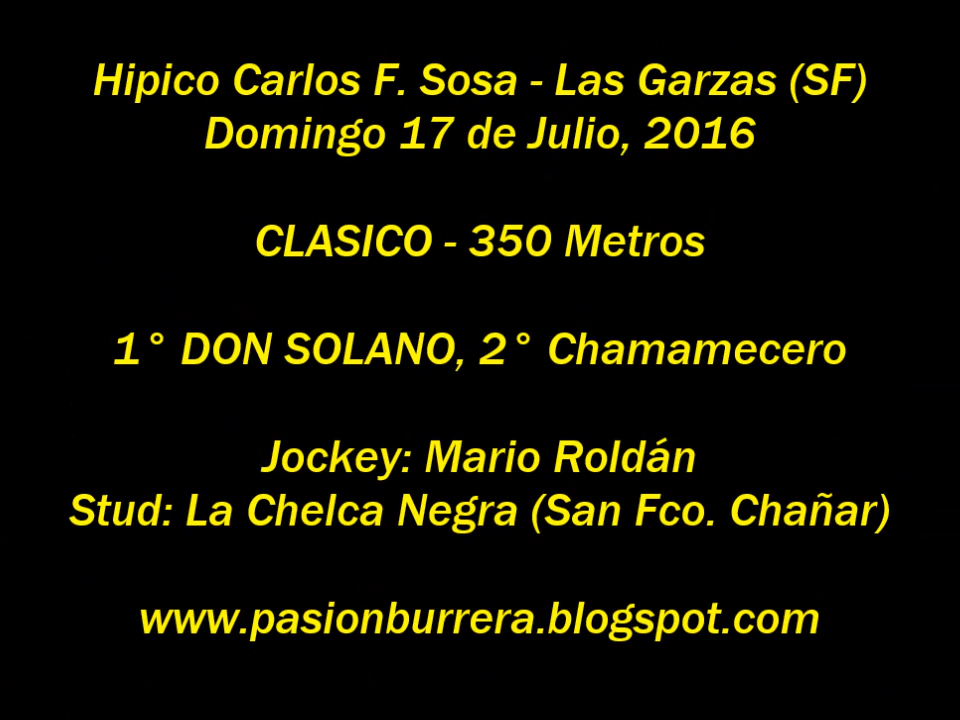 Hipico Carlos F. Sosa - Las Garzas (SF)
Domingo 17 de Julio, 2016
CLASICO - 350 Metros
1° DON SOLANO, 2° Chamamecero
Jockey: Mario Roldán
Stud: La Chelca Negra (San Fco. Chañar)
www.pasionburrera.blogspot.com